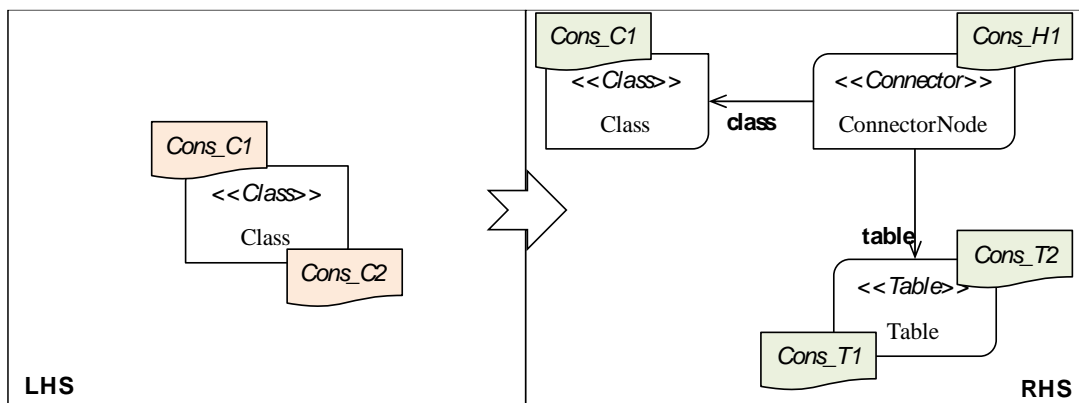 Cons_C1
<<Class>>
Class
Cons_C2
LHS
Cons_C1
<<Class>>
Class
class
Cons_H1
<<Connector>>
ConnectorNode
table
Cons_T2
<<Table>>
Table
Cons_T1
RHS